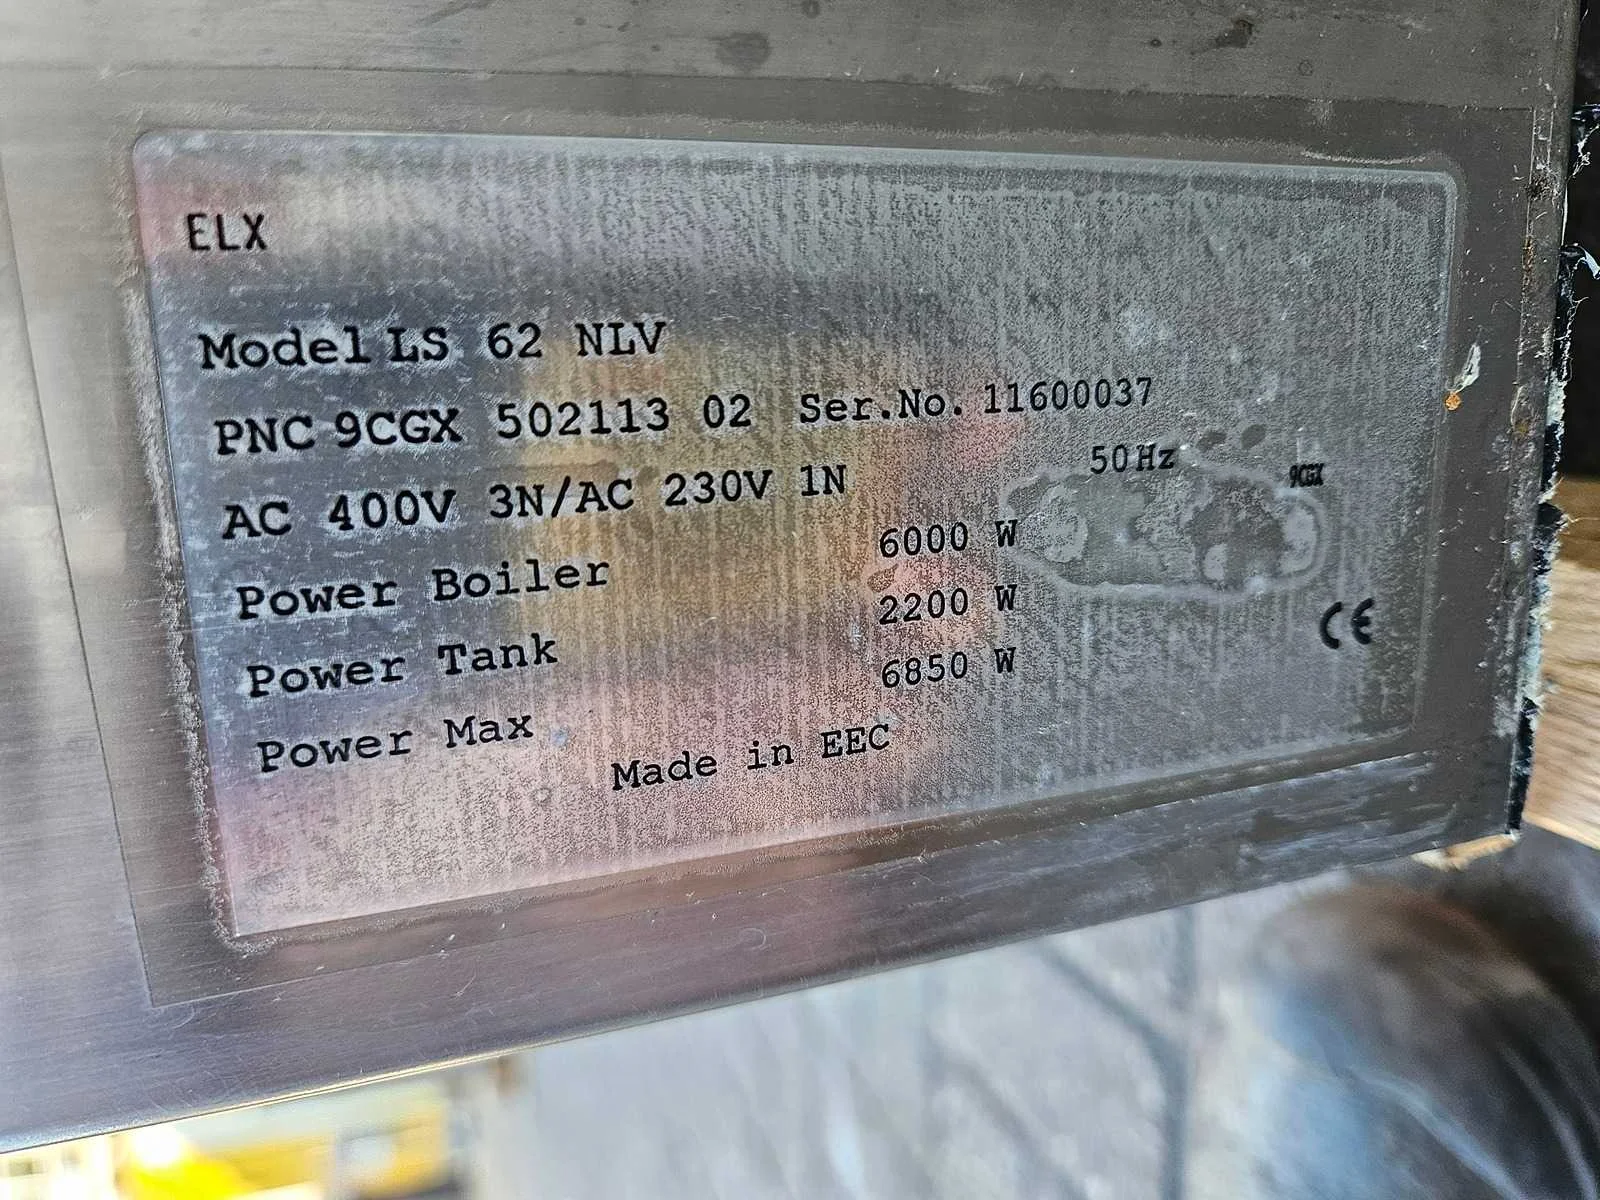 ELX
Model LS 62 NLV
PNC 9CGX 502113 02 Ser.No. 11600037
AC 400V 3N/AC 230V 1N 50Hz 9CGX
Power Boiler 6000 W
Power Tank 2200 W
Power Max 6850 W
CE
Made in EEC